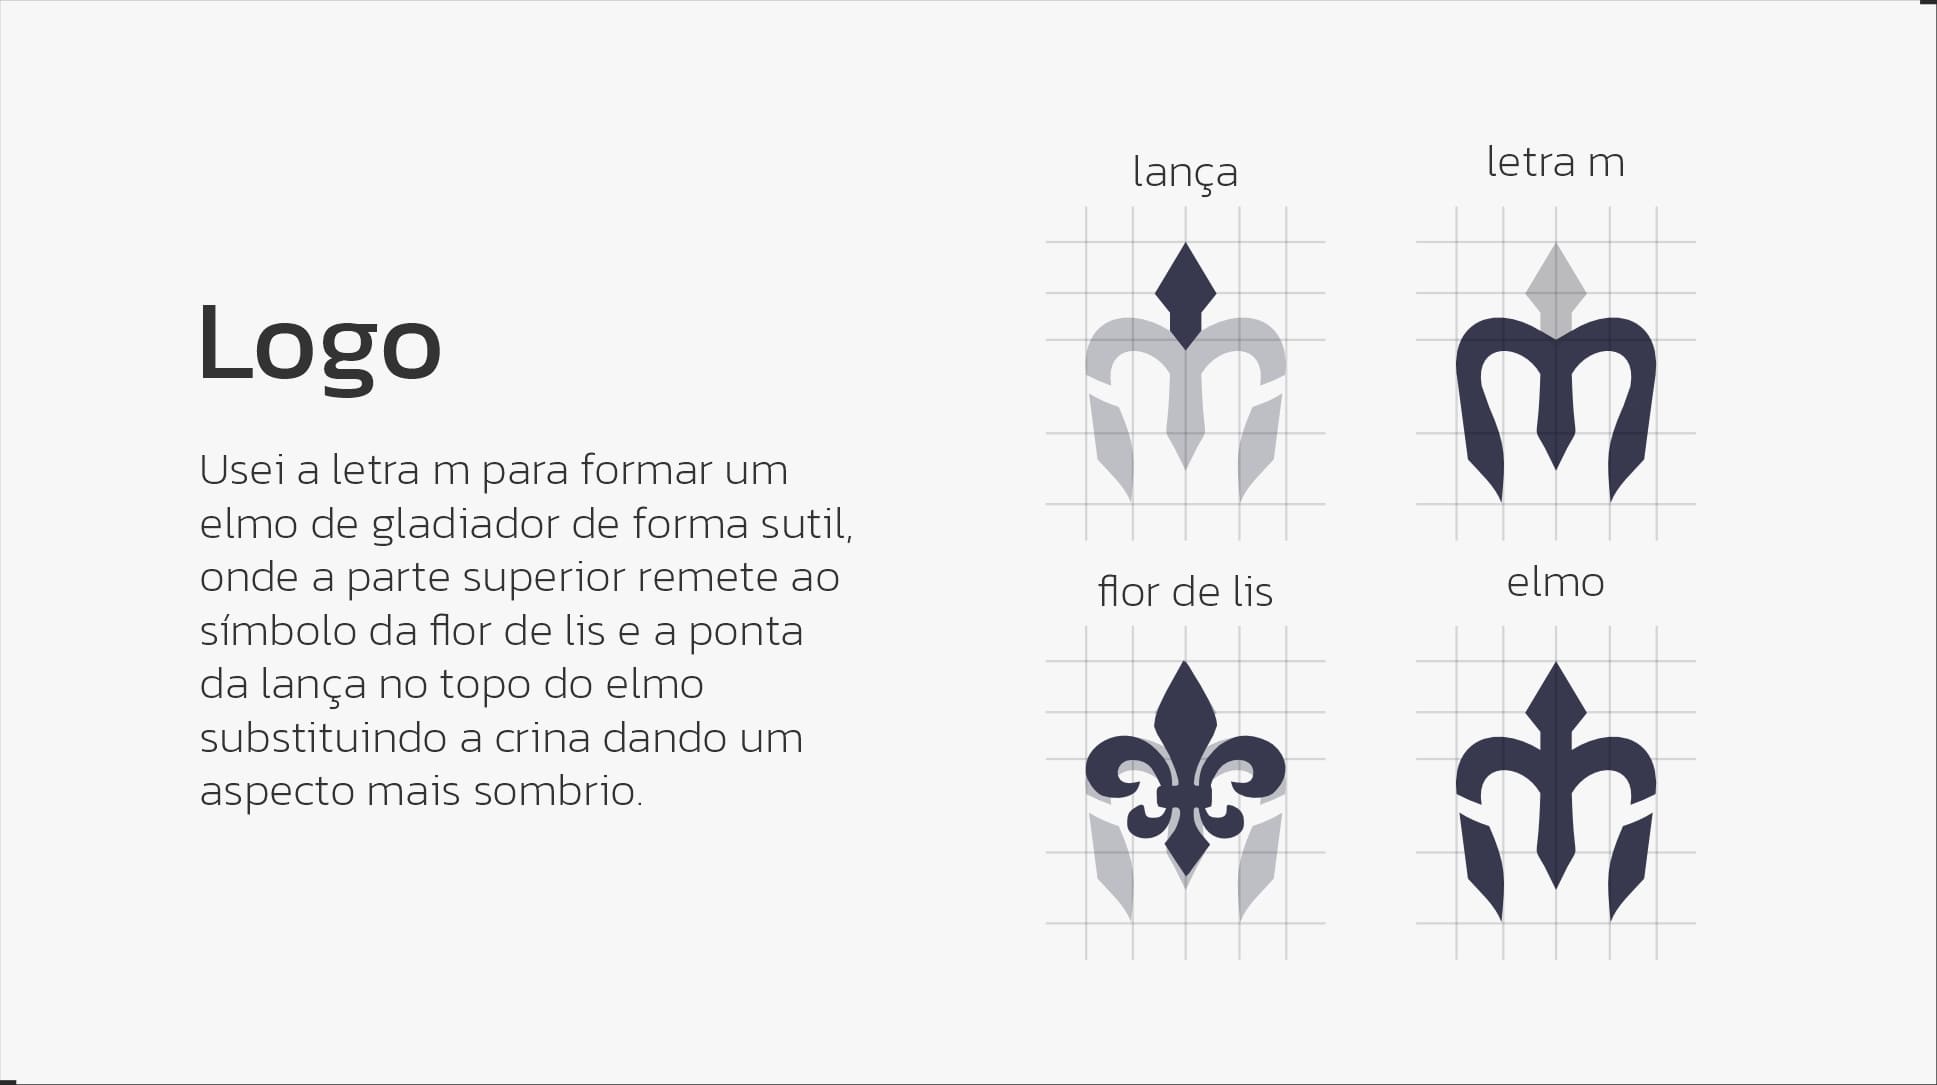 Logo
Usei a letra m para formar um
elmo de gladiador de forma sutil,
onde a parte superior remete ao
símbolo da flor de lis e a ponta
da lança no topo do elmo
substituindo a crina dando um
aspecto mais sombrio.
lança
letra m
flor de lis
elmo